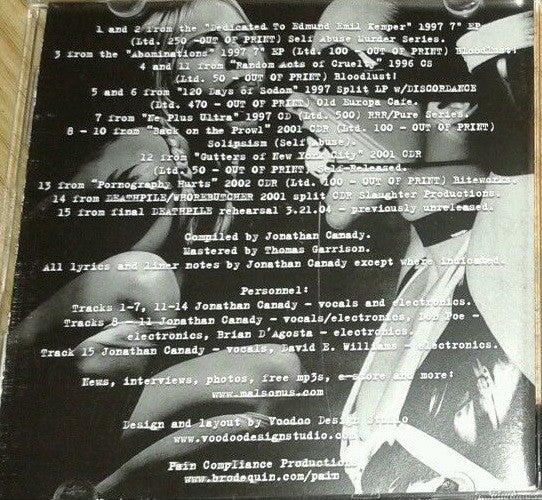 1 and 2 from the "Dedicated To Edmund Emil Kemper" 1997 7" EP
(Ltd. 250 -OUT OF PRINT) Self Abuse Murder Series.
3 from the "Abominations" 1997 7" EP (Ltd. 100 - OUT OF PRINT) Bloodlust!
4 and 11 from "Random Acts of Cruelty" 1996 CS
(Ltd. 50 - OUT OF PRINT) Bloodlust!
5 and 6 from "120 Days of Sodom" 1997 Split LP w/DISCORDANCE
(Ltd. 470 - OUT OF PRINT) Old Europa Cafe.
7 from "Ne Plus Ultra" 1997 CD (Ltd. 500) RRR/Pure Series.
8 - 10 from "Back on the Prowl" 2001 CDR (Ltd. 100 - OUT OF PRINT)
Solipsism (Self Abuse).
12 from "Gutters of New York City" 2001 CDR
(Ltd. 50 - OUT OF PRINT) Self-Released.
13 from "Pornography Hurts" 2002 CDR (Ltd. 100 - OUT OF PRINT) Biteworks.
14 from DEATHPILE/WHOREBUTCHER 2001 split CDR Slaughter Productions.
15 from final DEATHPILE rehearsal 3.21.04 - previously unreleased.
Compiled by Jonathan Canady.
Mastered by Thomas Garrison.
All lyrics and liner notes by Jonathan Canady except where indicated.
Personnel:
Tracks 1-7, 11-14 Jonathan Canady - vocals and electronics.
Tracks 8 - 11 Jonathan Canady - vocals/electronics, Don Poe -
electronics, Brian D'Agosta - electronics.
Track 15 Jonathan Canady - vocals, David E. Williams - electronics.
News, interviews, photos, free mp3s, e-store and more:
www.malsonus.com
Design and layout by Voodoo Design Studio
www.voodoodesignstudio.com
Pain Compliance Productions
www.brodequin.com/pain